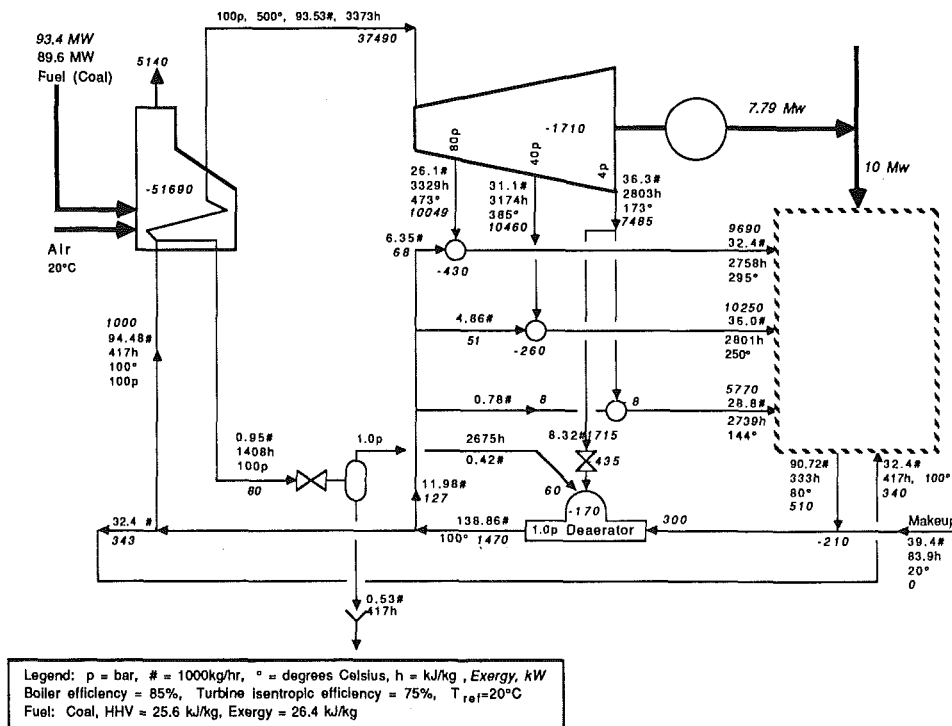 100p, 500°, 93.53#, 3373h
37490
93.4 MW
89.6 MW
Fuel (Coal)
5140
-51690
Air
20°C
-1710
80p
40p
4p
7.79 Mw
10 Mw
26.1#
3329h
473°
10049
31.1#
3174h
385°
10460
36.3#
2803h
173°
7485
6.35#
68
-430
9690
32.4#
2758h
295°
4.86#
51
-260
10250
36.0#
2801h
250°
0.78#
8
8
5770
28.8#
2739h
144°
1000
94.48#
417h
100°
100p
0.95#
1408h
100p
80
1.0p
2675h
0.42#
60
8.32#1715
435
-170
1.0p Deaerator
11.98#
127
32.4 #
343
138.86#
100° 1470
300
90.72#
333h
80°
510
32.4#
417h, 100°
340
-210
Makeup
39.4#
83.9h
20°
0
0.53#
417h
Legend: p = bar, # = 1000kg/hr, ° = degrees Celsius, h = kJ/kg , Exergy, kW
Boiler efficiency = 85%, Turbine isentropic efficiency = 75%, Tref=20°C
Fuel: Coal, HHV = 25.6 kJ/kg, Exergy = 26.4 kJ/kg